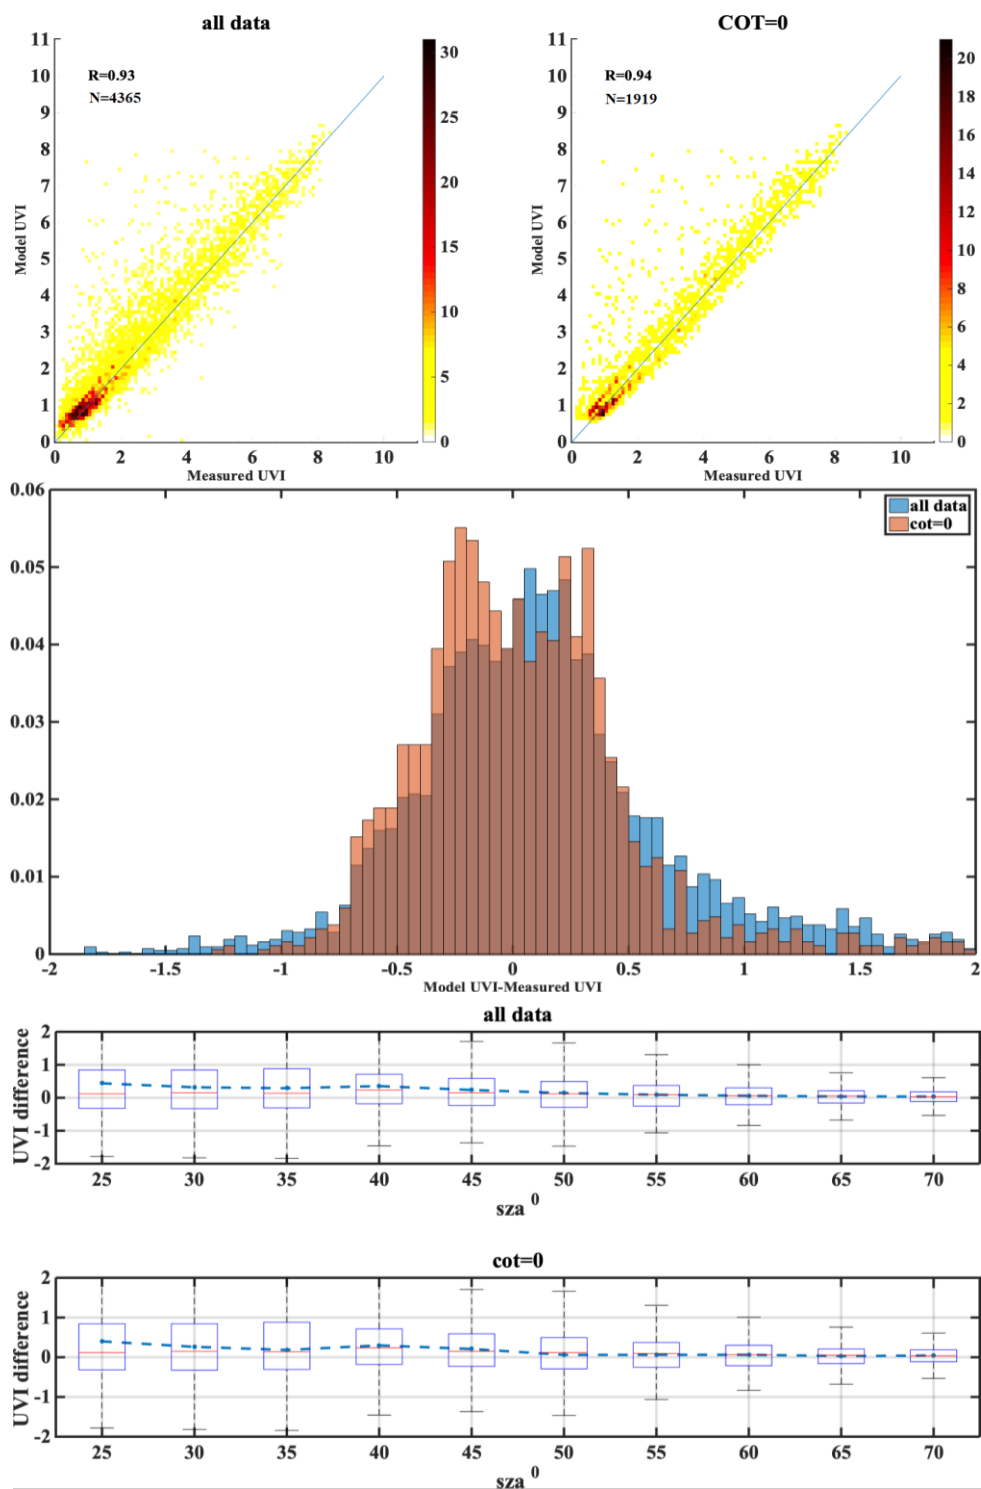 all data
COT=0
11
10
9
8
7
6
5
4
3
2
1
0
Model UVI
R=0.93
N=4365
0 2 4 6 8 10
Measured UVI
30
25
20
15
10
5
0
11
10
9
8
7
6
5
4
3
2
1
0
Model UVI
R=0.94
N=1919
0 2 4 6 8 10
Measured UVI
20
18
16
14
12
10
8
6
4
2
0
0.06
0.05
0.04
0.03
0.02
0.01
0
all data
cot=0
-2 -1.5 -1 -0.5 0 0.5 1 1.5 2
Model UVI-Measured UVI
all data
UVI difference
2
1
0
-1
-2
25 30 35 40 45 50 55 60 65 70
sza 0
cot=0
UVI difference
2
1
0
-1
-2
25 30 35 40 45 50 55 60 65 70
sza 0